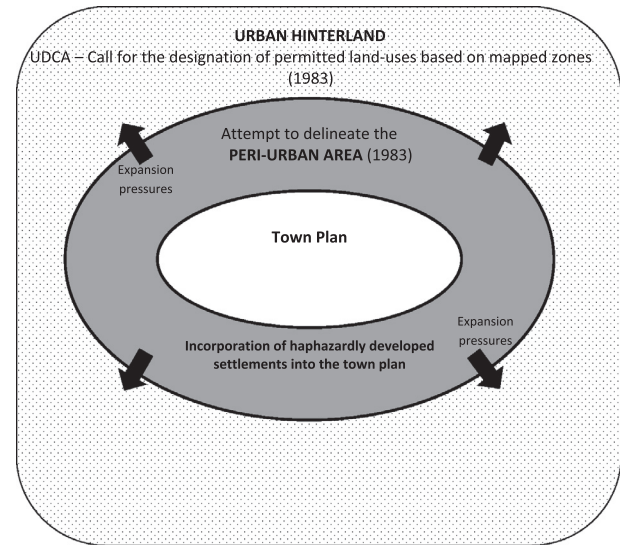 URBAN HINTERLAND
UDCA – Call for the designation of permitted land-uses based on mapped zones
(1983)
Attempt to delineate the
PERI-URBAN AREA (1983)
Expansion
pressures
Town Plan
Expansion
pressures
Incorporation of haphazardly developed
settlements into the town plan